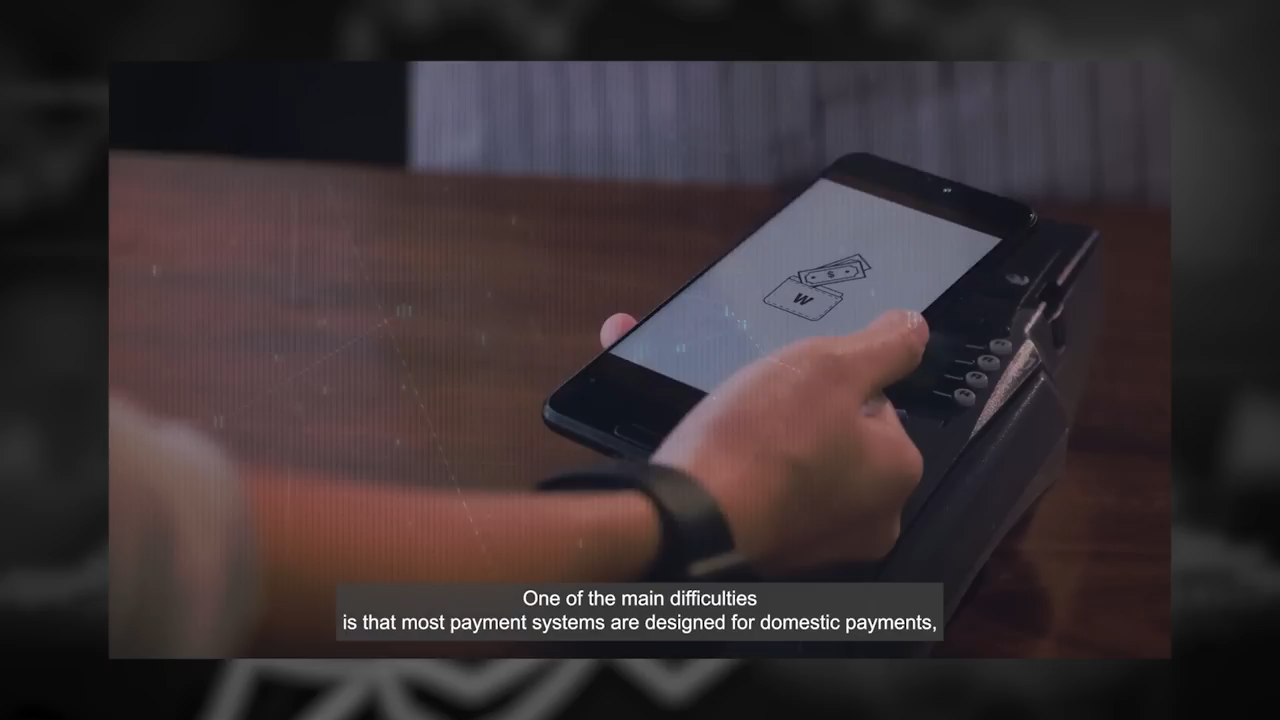 $
W
One of the main difficulties
is that most payment systems are designed for domestic payments,